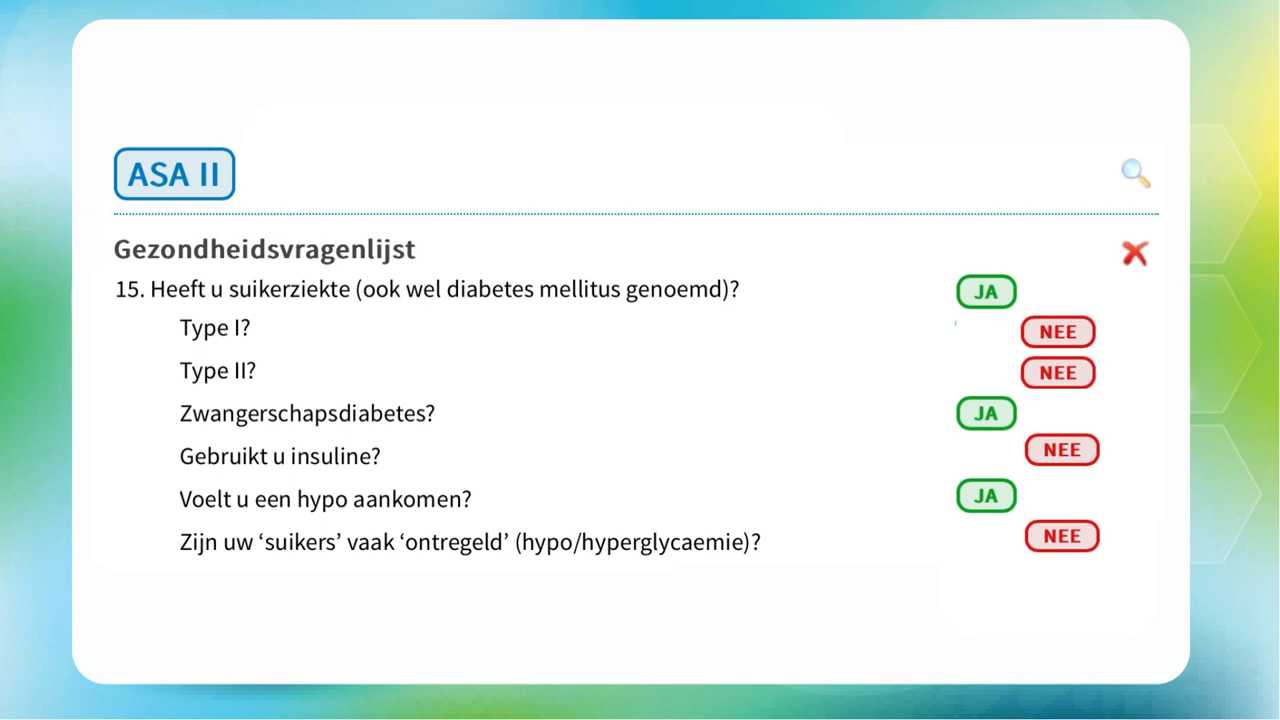 ASA II
Gezondheidsvragenlijst
15. Heeft u suikerziekte (ook wel diabetes mellitus genoemd)? JA
Type I? NEE
Type II? NEE
Zwangerschapsdiabetes? JA
Gebruikt u insuline? NEE
Voelt u een hypo aankomen? JA
Zijn uw ‘suikers’ vaak ‘ontregeld’ (hypo/hyperglycaemie)? NEE